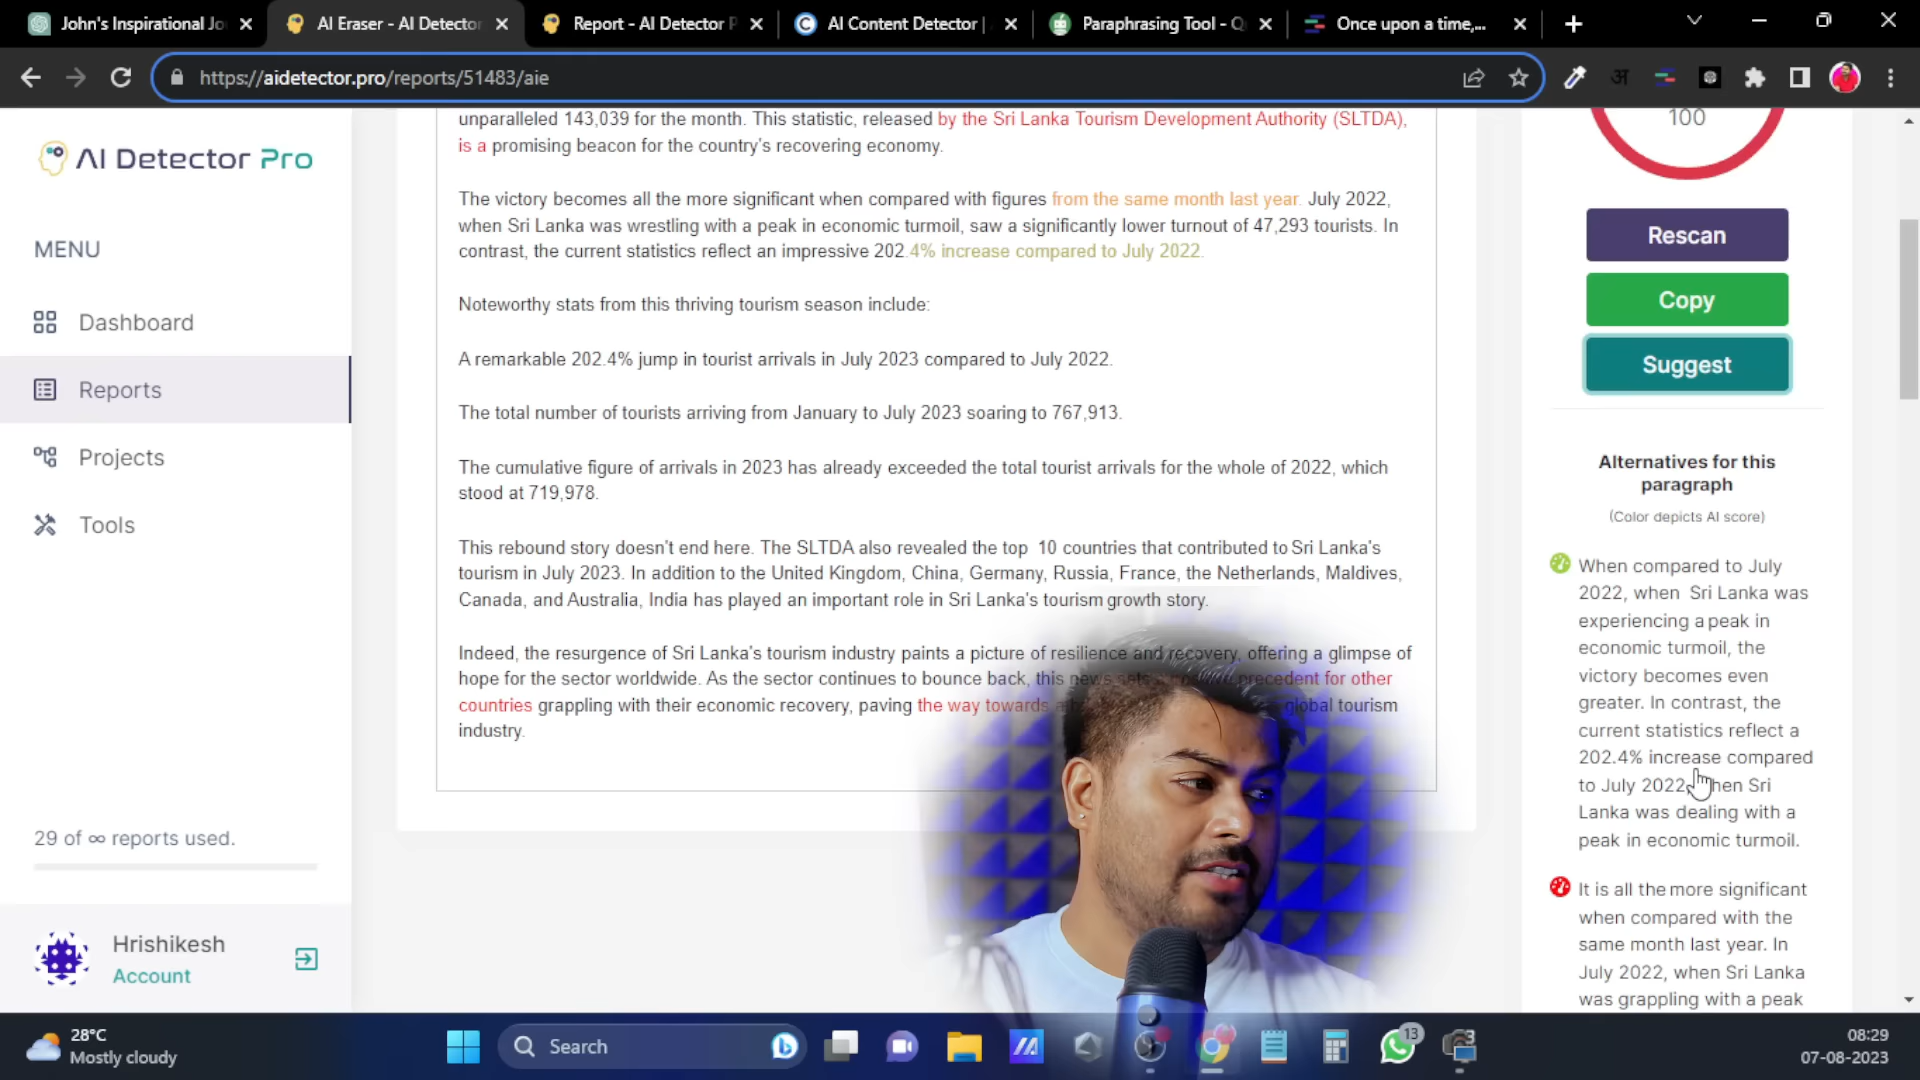 John's Inspirational Jo
AI Eraser - AI Detector
Report - AI Detector P
AI Content Detector |
Paraphrasing Tool - Q
Once upon a time,...
https://aidetector.pro/reports/51483/aie
AI Detector Pro
MENU
Dashboard
Reports
Projects
Tools
29 of ∞ reports used.
Hrishikesh
Account
unparalleled 143,039 for the month. This statistic, released by the Sri Lanka Tourism Development Authority (SLTDA),
is a promising beacon for the country's recovering economy.
The victory becomes all the more significant when compared with figures from the same month last year. July 2022,
when Sri Lanka was wrestling with a peak in economic turmoil, saw a significantly lower turnout of 47,293 tourists. In
contrast, the current statistics reflect an impressive 202.4% increase compared to July 2022.
Noteworthy stats from this thriving tourism season include:
A remarkable 202.4% jump in tourist arrivals in July 2023 compared to July 2022.
The total number of tourists arriving from January to July 2023 soaring to 767,913.
The cumulative figure of arrivals in 2023 has already exceeded the total tourist arrivals for the whole of 2022, which
stood at 719,978.
This rebound story doesn't end here. The SLTDA also revealed the top 10 countries that contributed to Sri Lanka's
tourism in July 2023. In addition to the United Kingdom, China, Germany, Russia, France, the Netherlands, Maldives,
Canada, and Australia, India has played an important role in Sri Lanka's tourism growth story.
Indeed, the resurgence of Sri Lanka's tourism industry paints a picture of resilience and recovery, offering a glimpse of
hope for the sector worldwide. As the sector continues to bounce back, this news sets precedent for other
countries grappling with their economic recovery, paving the way towards global tourism
industry.
100
Rescan
Copy
Suggest
Alternatives for this
paragraph
(Color depicts AI score)
When compared to July
2022, when Sri Lanka was
experiencing a peak in
economic turmoil, the
victory becomes even
greater. In contrast, the
current statistics reflect a
202.4% increase compared
to July 2022, when Sri
Lanka was dealing with a
peak in economic turmoil.
It is all the more significant
when compared with the
same month last year. In
July 2022, when Sri Lanka
was grappling with a peak
28°C
Mostly cloudy
Search
13
08:29
07-08-2023